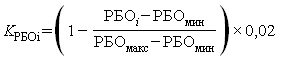 K_РБОi = (1 − (РБО_i − РБО_мин) / (РБО_макс − РБО_мин)) × 0,02